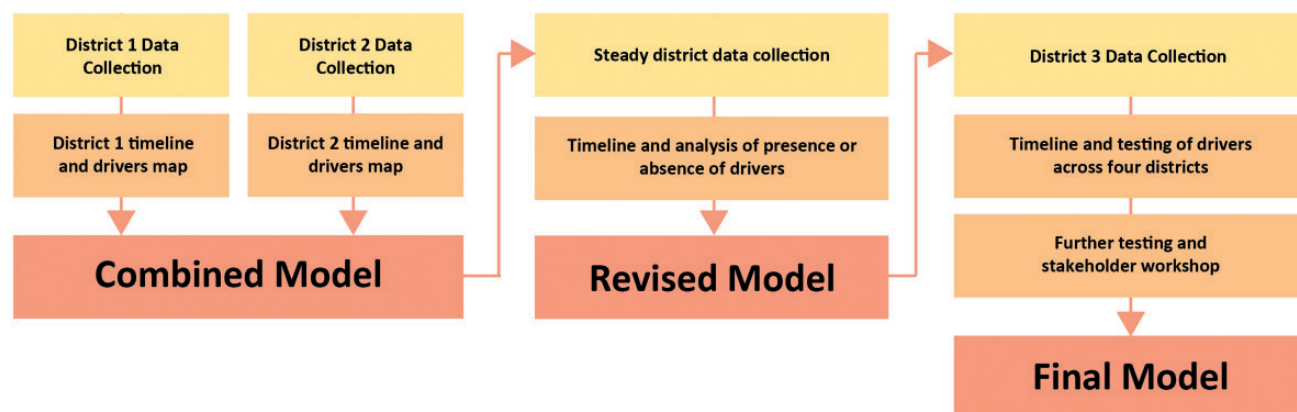 District 1 Data
Collection
District 2 Data
Collection
District 1 timeline
and drivers map
District 2 timeline and
drivers map
Combined Model
Steady district data collection
Timeline and analysis of presence or
absence of drivers
Revised Model
District 3 Data Collection
Timeline and testing of drivers
across four districts
Further testing and
stakeholder workshop
Final Model